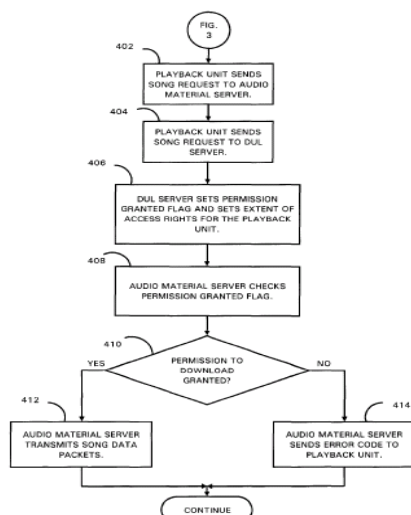 FIG.
3
402
PLAYBACK UNIT SENDS
SONG REQUEST TO AUDIO
MATERIAL SERVER.
404
PLAYBACK UNIT SENDS
SONG REQUEST TO DUL
SERVER.
406
DUL SERVER SETS PERMISSION
GRANTED FLAG AND SETS EXTENT OF
ACCESS RIGHTS FOR THE PLAYBACK
UNIT.
408
AUDIO MATERIAL SERVER CHECKS
PERMISSION GRANTED FLAG.
410
PERMISSION TO
DOWNLOAD
GRANTED?
YES
NO
412
AUDIO MATERIAL SERVER
TRANSMITS SONG DATA
PACKETS.
414
AUDIO MATERIAL SERVER
SENDS ERROR CODE TO
PLAYBACK UNIT.
CONTINUE